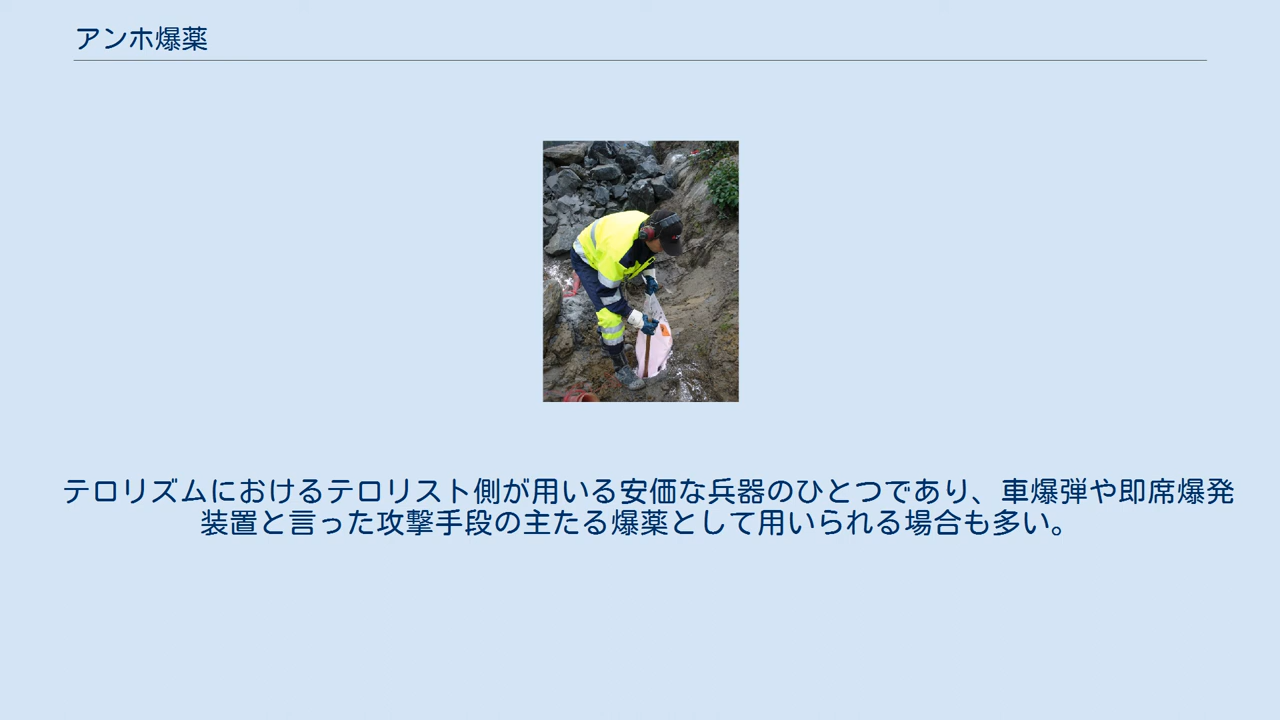 アンホ爆薬
テロリズムにおけるテロリスト側が用いる安価な兵器のひとつであり、車爆弾や即席爆発
装置と言った攻撃手段の主たる爆薬として用いられる場合も多い。